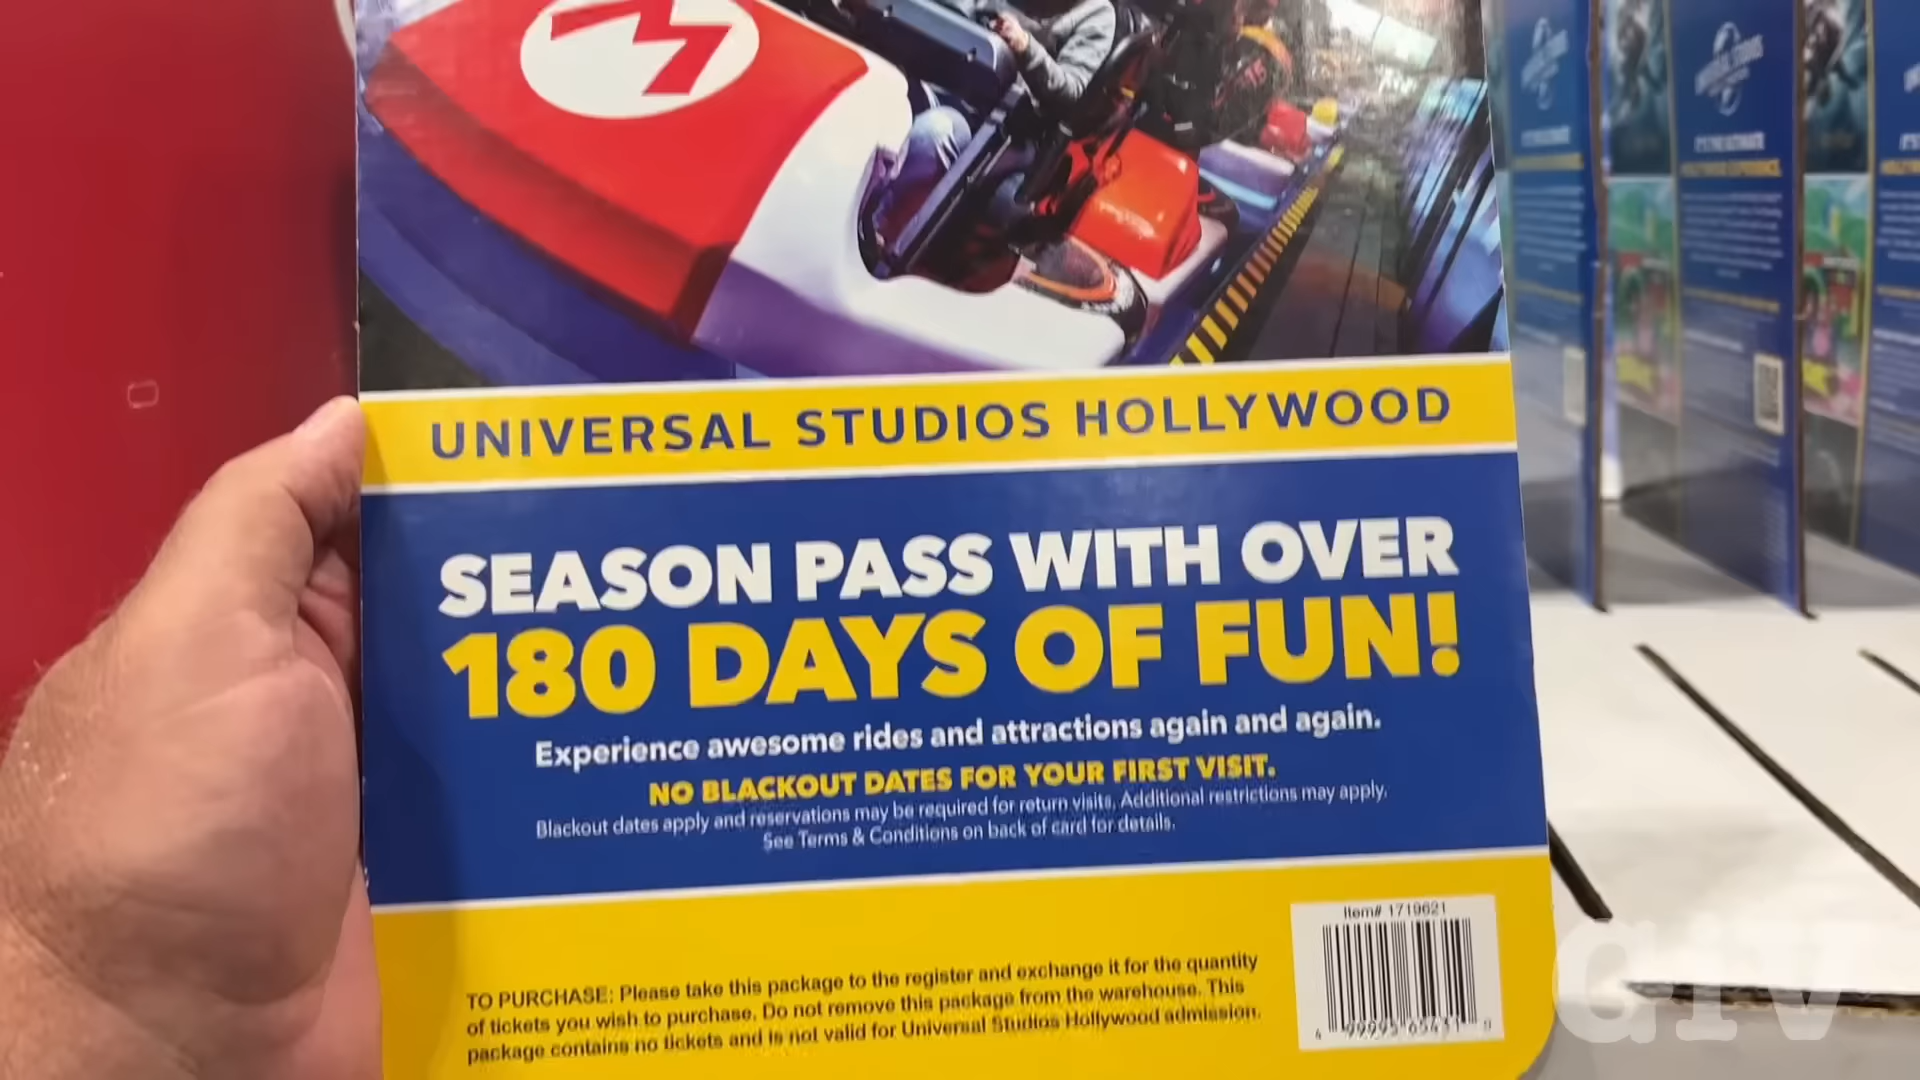 M
UNIVERSAL STUDIOS HOLLYWOOD
SEASON PASS WITH OVER
180 DAYS OF FUN!
Experience awesome rides and attractions again and again.
NO BLACKOUT DATES FOR YOUR FIRST VISIT.
Blackout dates apply and reservations may be required for return visits. Additional restrictions may apply.
See Terms & Conditions on back of card for details.
Item# 1719621
TO PURCHASE: Please take this package to the register and exchange it for the quantity
of tickets you wish to purchase. Do not remove this package from the warehouse. This
package contains no tickets and is not valid for Universal Studios Hollywood admission.
GiV